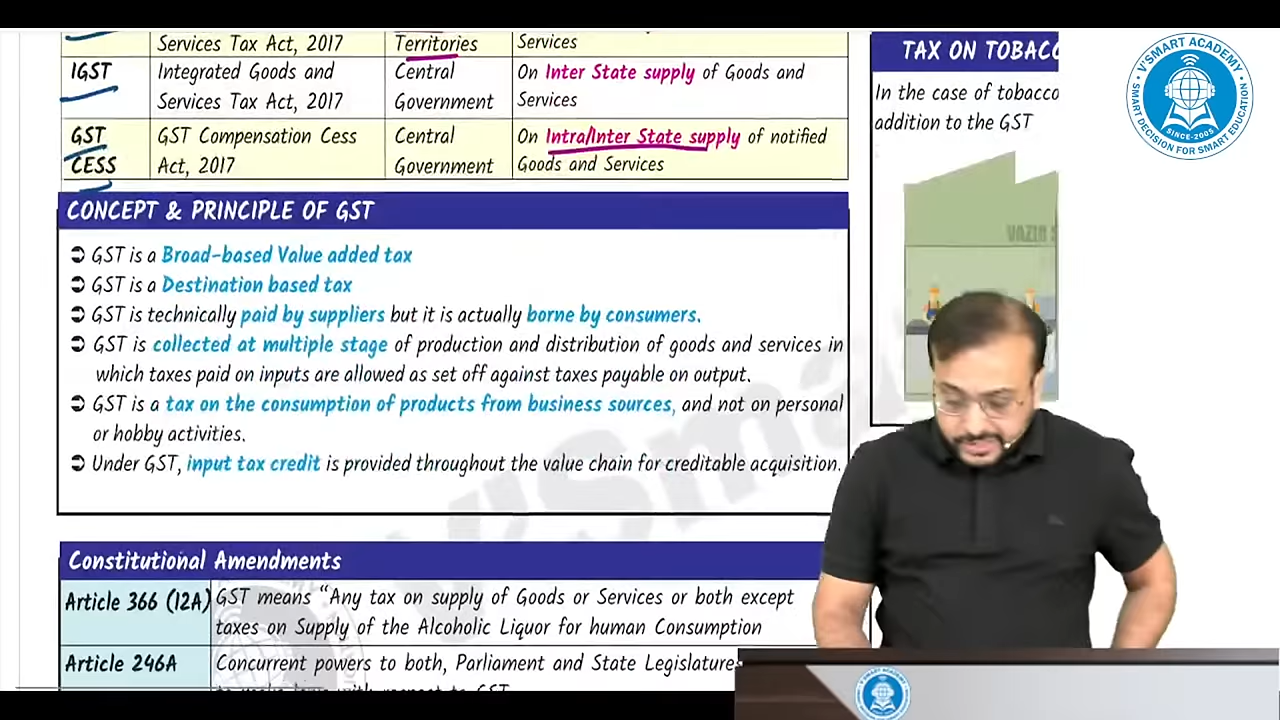 Services Tax Act, 2017
Territories
Services
IGST
Integrated Goods and
Services Tax Act, 2017
Central
Government
On Inter State supply of Goods and
Services
GST
CESS
GST Compensation Cess
Act, 2017
Central
Government
On Intra/Inter State supply of notified
Goods and Services
CONCEPT & PRINCIPLE OF GST
➲ GST is a Broad-based Value added tax
➲ GST is a Destination based tax
➲ GST is technically paid by suppliers but it is actually borne by consumers.
➲ GST is collected at multiple stage of production and distribution of goods and services in
which taxes paid on inputs are allowed as set off against taxes payable on output.
➲ GST is a tax on the consumption of products from business sources, and not on personal
or hobby activities.
➲ Under GST, input tax credit is provided throughout the value chain for creditable acquisition.
Constitutional Amendments
Article 366 (12A)
GST means “Any tax on supply of Goods or Services or both except
taxes on Supply of the Alcoholic Liquor for human Consumption
Article 246A
Concurrent powers to both, Parliament and State Legislature
to make laws with respect to GST
TAX ON TOBACC
In the case of tobacco
addition to the GST
VAZIR S
V'SMART ACADEMY
SINCE-2005
SMART DECISION FOR SMART EDUCATION
V'Smar